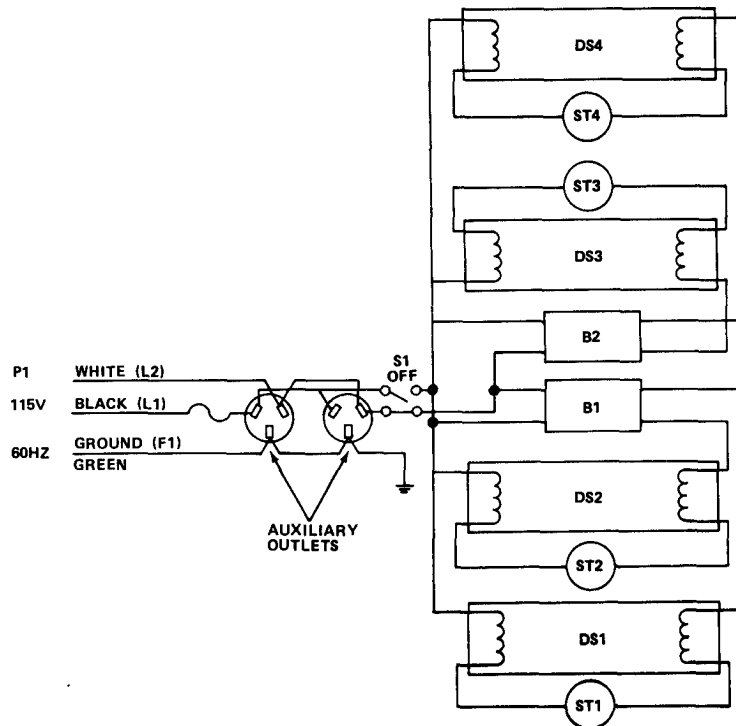 DS4
ST4
ST3
DS3
B2
S1
OFF
P1 WHITE (L2)
115V BLACK (L1)
B1
60HZ GROUND (F1)
GREEN
DS2
AUXILIARY
OUTLETS
ST2
DS1
ST1